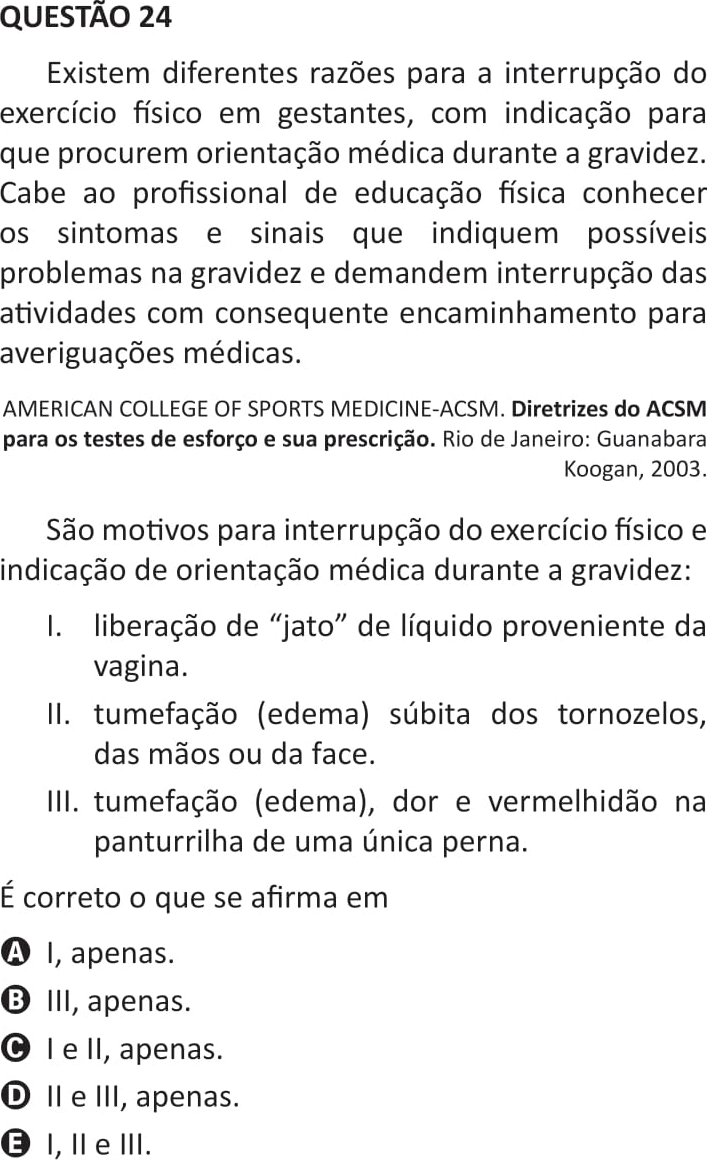 QUESTÃO 24
Existem diferentes razões para a interrupção do
exercício físico em gestantes, com indicação para
que procurem orientação médica durante a gravidez.
Cabe ao profissional de educação física conhecer
os sintomas e sinais que indiquem possíveis
problemas na gravidez e demandem interrupção das
atividades com consequente encaminhamento para
averiguações médicas.
AMERICAN COLLEGE OF SPORTS MEDICINE-ACSM. Diretrizes do ACSM
para os testes de esforço e sua prescrição. Rio de Janeiro: Guanabara
Koogan, 2003.
São motivos para interrupção do exercício físico e
indicação de orientação médica durante a gravidez:
I. liberação de “jato” de líquido proveniente da
vagina.
II. tumefação (edema) súbita dos tornozelos,
das mãos ou da face.
III. tumefação (edema), dor e vermelhidão na
panturrilha de uma única perna.
É correto o que se afirma em
A I, apenas.
B III, apenas.
C I e II, apenas.
D II e III, apenas.
E I, II e III.